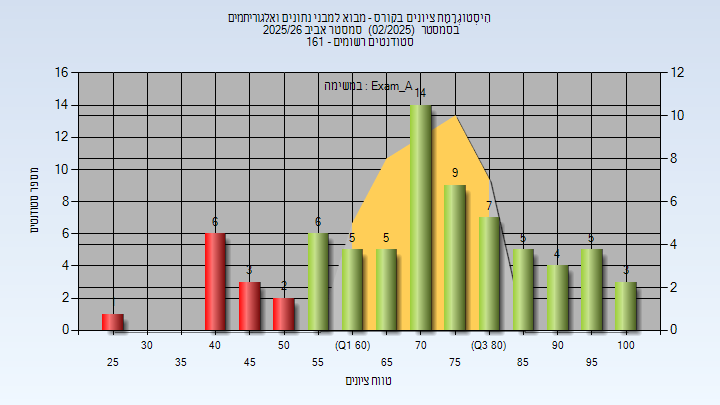 היסטוגרמת ציונים בקורס - מבוא למבני נתונים ואלגוריתמים
בסמסטר (02/2025) סמסטר אביב 2025/26
סטודנטים רשומים - 161
במשימה : Exam_A
16 14 12 10 8 6 4 2 0
מספר סטודנטים
6 3 2 6 5 5 14 9 7 5 4 5 3
12 10 8 6 4 2 0
30 40 50 (Q1 60) 70 (Q3 80) 90 100
25 35 45 55 65 75 85 95
טווח ציונים